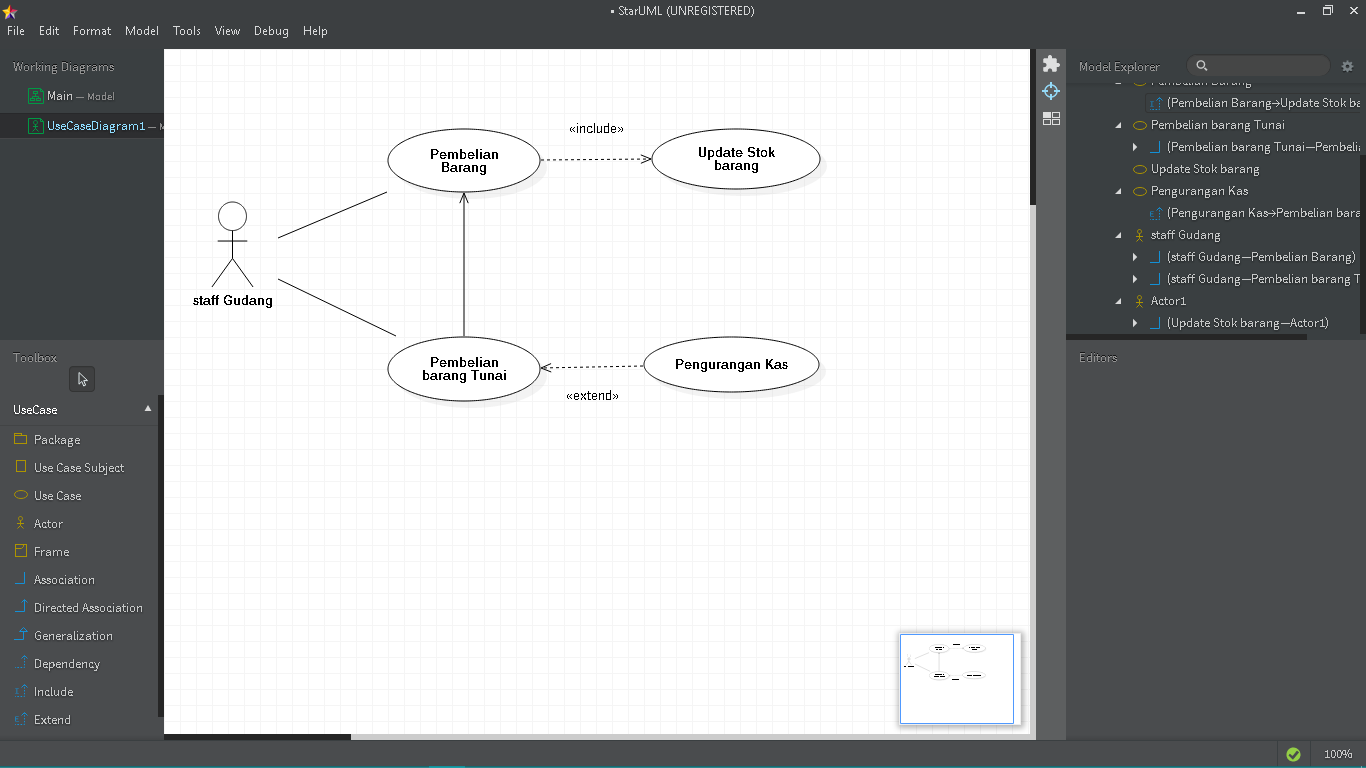 • StarUML (UNREGISTERED)
File Edit Format Model Tools View Debug Help
Working Diagrams
Main — Model
UseCaseDiagram1 — M
Toolbox
UseCase
Package
Use Case Subject
Use Case
Actor
Frame
Association
Directed Association
Generalization
Dependency
Include
Extend
staff Gudang
Pembelian
Barang
«include»
Update Stok
barang
Pembelian
barang Tunai
«extend»
Pengurangan Kas
Model Explorer
Pembelian Barang
(Pembelian Barang→Update Stok ba
Pembelian barang Tunai
(Pembelian barang Tunai—Pembeli
Update Stok barang
Pengurangan Kas
(Pengurangan Kas→Pembelian bara
staff Gudang
(staff Gudang—Pembelian Barang)
(staff Gudang—Pembelian barang T
Actor1
(Update Stok barang—Actor1)
Editors
100%